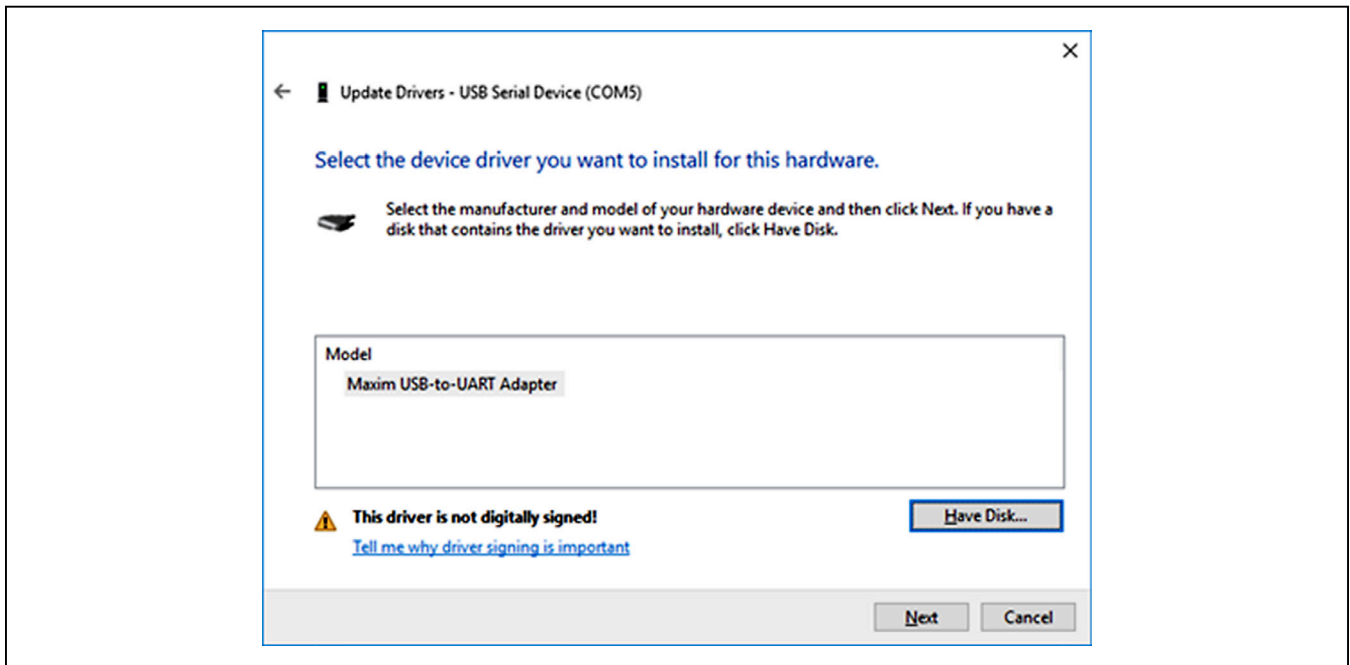 Update Drivers - USB Serial Device (COM5)
Select the device driver you want to install for this hardware.
Select the manufacturer and model of your hardware device and then click Next. If you have a
disk that contains the driver you want to install, click Have Disk.
Model
Maxim USB-to-UART Adapter
This driver is not digitally signed!
Have Disk...
Tell me why driver signing is important
Next
Cancel